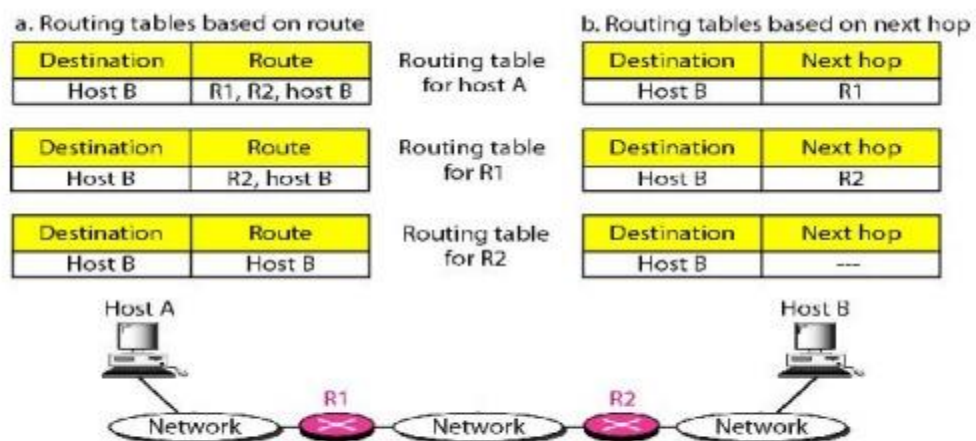 a. Routing tables based on route
b. Routing tables based on next hop
Destination Route
Host B R1, R2, host B
Routing table
for host A
Destination Next hop
Host B R1
Destination Route
Host B R2, host B
Routing table
for R1
Destination Next hop
Host B R2
Destination Route
Host B Host B
Routing table
for R2
Destination Next hop
Host B ---
Host A
Host B
R1
R2
Network
Network
Network